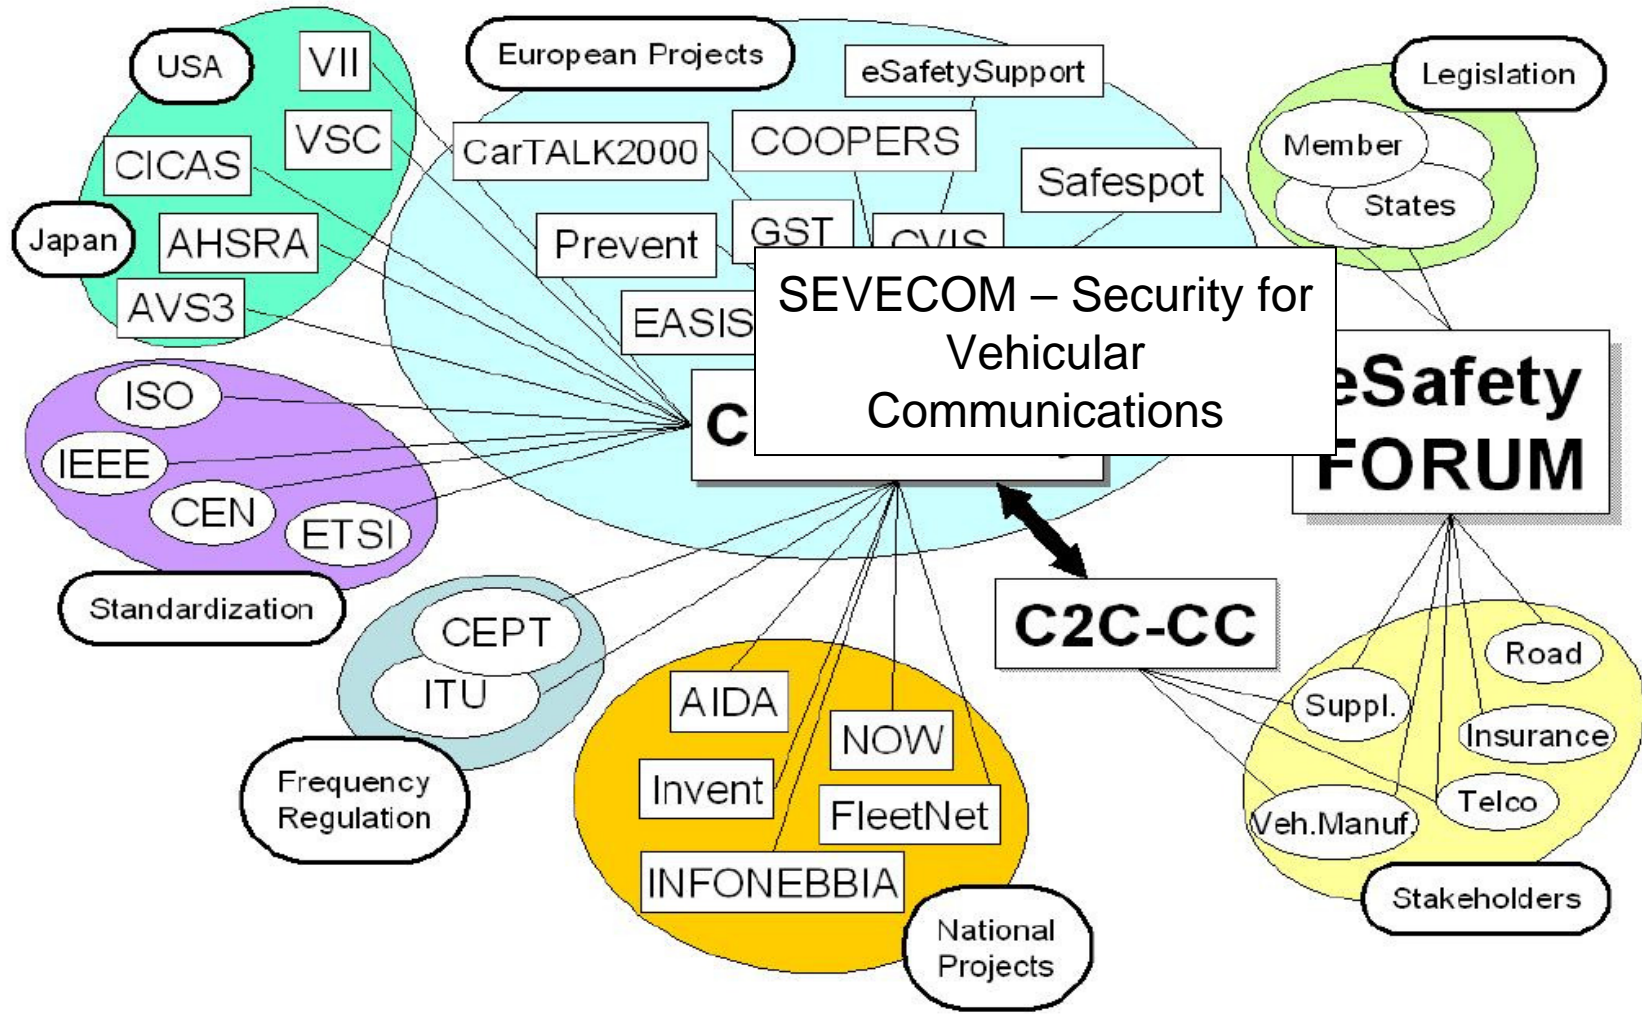 USA
VII
VSC
CICAS
Japan
AHSRA
AVS3
European Projects
eSafetySupport
CarTALK2000
COOPERS
Safespot
Prevent
GST
CVIS
EASIS
SEVECOM – Security for
Vehicular
Communications
Legislation
Member
States
eSafety
FORUM
ISO
IEEE
CEN
ETSI
Standardization
CEPT
ITU
Frequency
Regulation
C2C-CC
AIDA
NOW
Invent
FleetNet
INFONEBBIA
National
Projects
Road
Suppl.
Insurance
Telco
Veh.Manuf.
Stakeholders